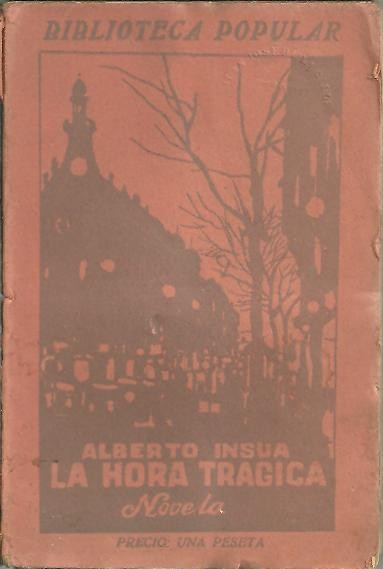 BIBLIOTECA POPULAR
ALBERTO INSUA
LA HORA TRAGICA
Novela
PRECIO: UNA PESETA